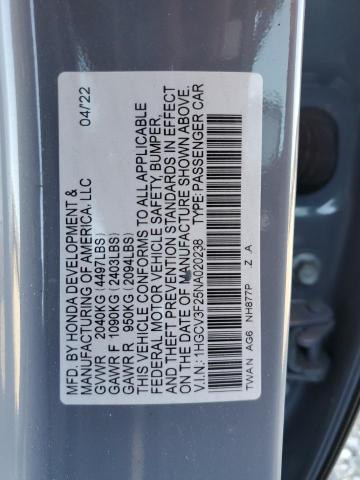 MFD. BY HONDA DEVELOPMENT & 04/22
MANUFACTURING OF AMERICA, LLC
GVWR 2040KG (4497LBS)
GAWR F 1090KG (2403LBS)
GAWR R 950KG (2094LBS)
THIS VEHICLE CONFORMS TO ALL APPLICABLE
FEDERAL MOTOR VEHICLE SAFETY, BUMPER,
AND THEFT PREVENTION STANDARDS IN EFFECT
ON THE DATE OF MANUFACTURE SHOWN ABOVE.
V.I.N.: 1HGCV3F25NA020238 TYPE:PASSENGER CAR
TWAN AG6 NH877P Z A